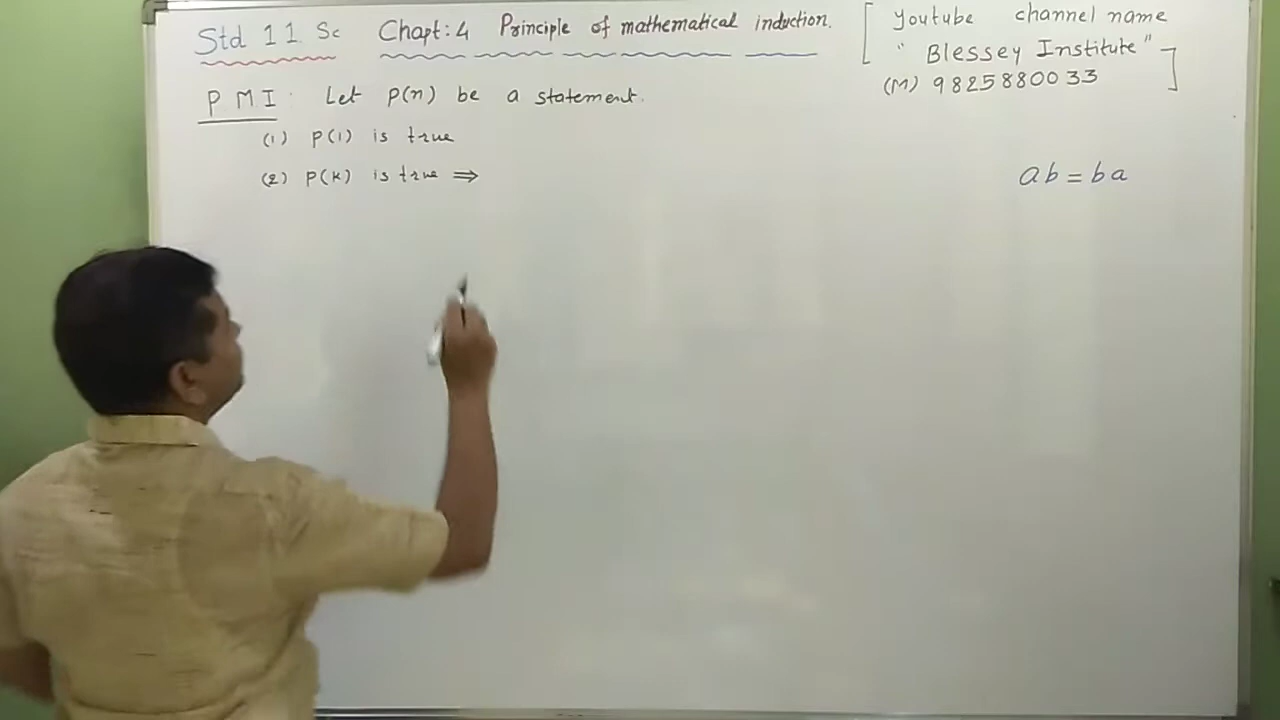 Std 11 Sc Chapt: 4 Principle of mathematical induction.
[ Youtube channel name
" Blessey Institute "
(M) 9825880033 ]
PMI : Let P(n) be a statement.
(1) P(1) is true
(2) P(k) is true ⇒
ab = ba